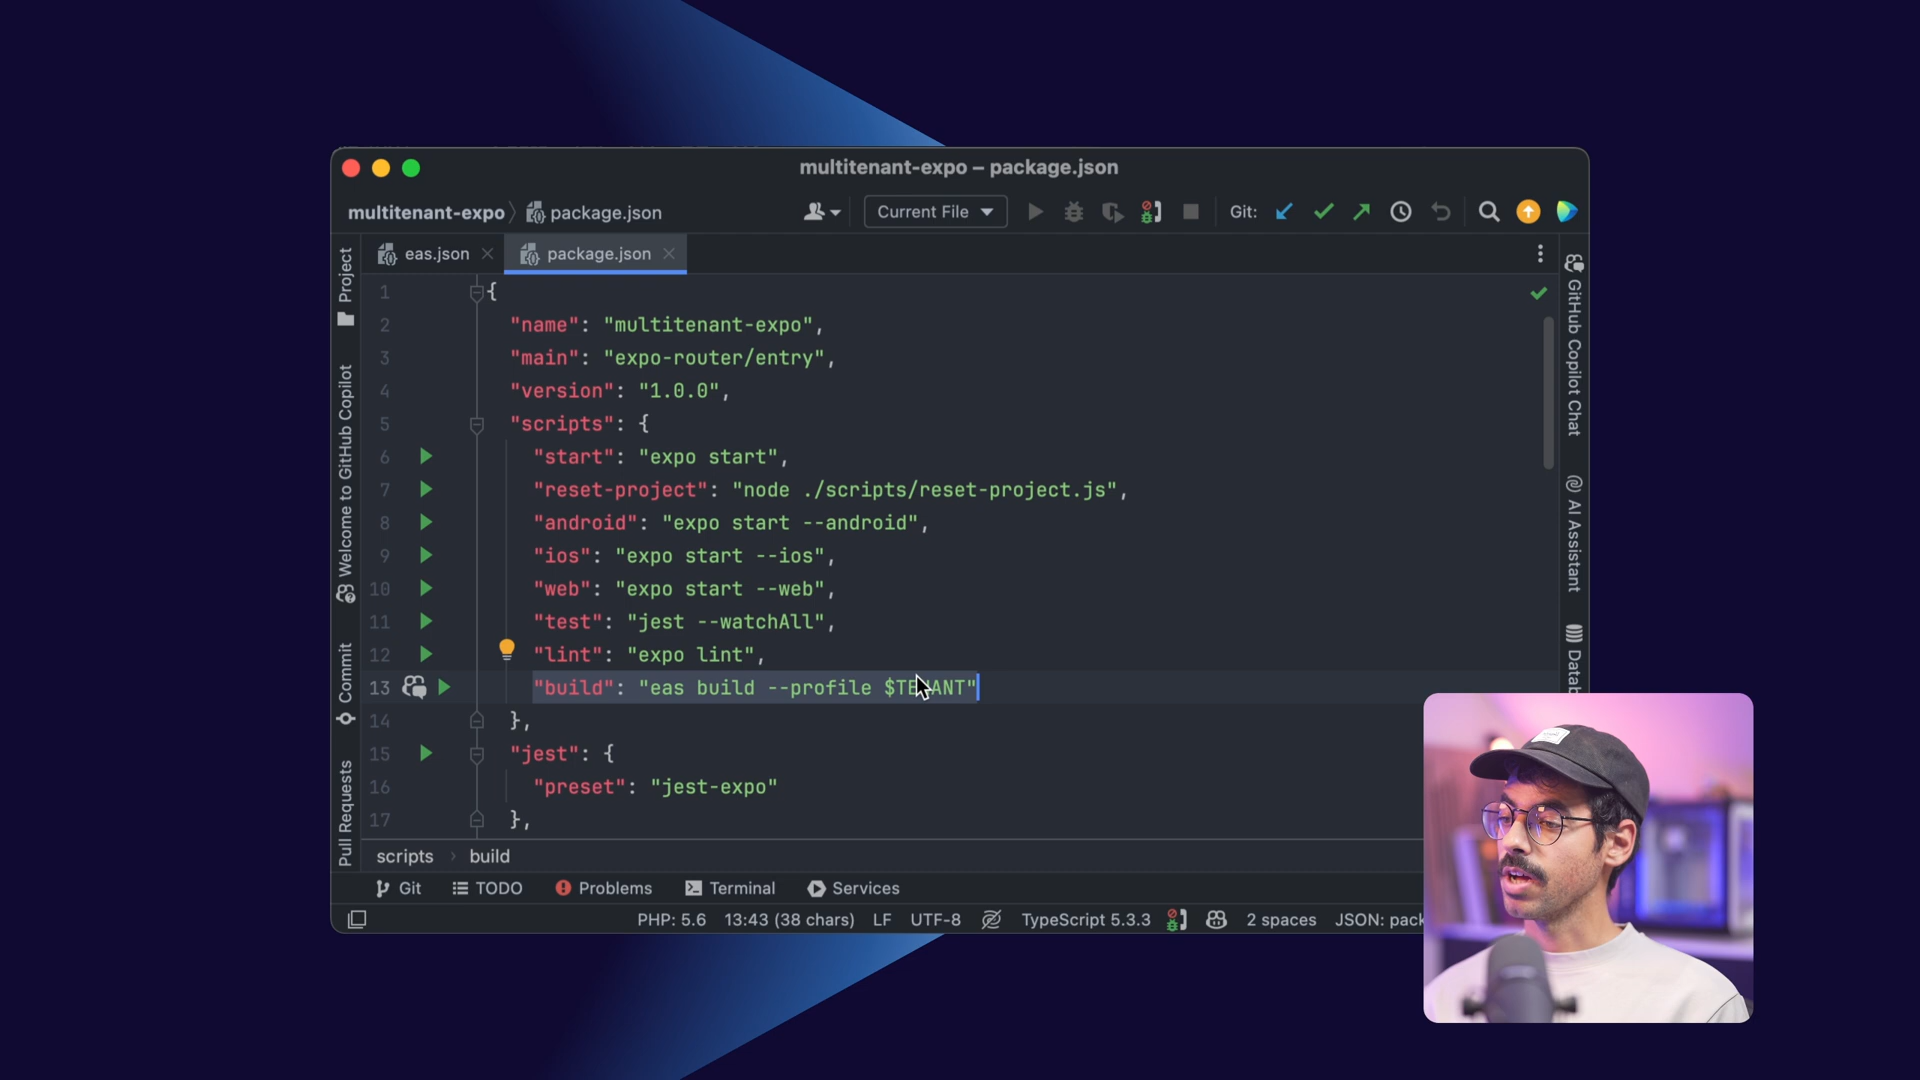 multitenant-expo – package.json
multitenant-expo
package.json
Current File
Git:
eas.json
package.json
Project
Welcome to GitHub Copilot
Commit
Pull Requests
1 {
2 "name": "multitenant-expo",
3 "main": "expo-router/entry",
4 "version": "1.0.0",
5 "scripts": {
6 "start": "expo start",
7 "reset-project": "node ./scripts/reset-project.js",
8 "android": "expo start --android",
9 "ios": "expo start --ios",
10 "web": "expo start --web",
11 "test": "jest --watchAll",
12 "lint": "expo lint",
13 "build": "eas build --profile $TENANT"
14 },
15 "jest": {
16 "preset": "jest-expo"
17 },
GitHub Copilot Chat
AI Assistant
Datab
scripts › build
Git
TODO
Problems
Terminal
Services
PHP: 5.6 13:43 (38 chars) LF UTF-8 TypeScript 5.3.3 2 spaces JSON: pack